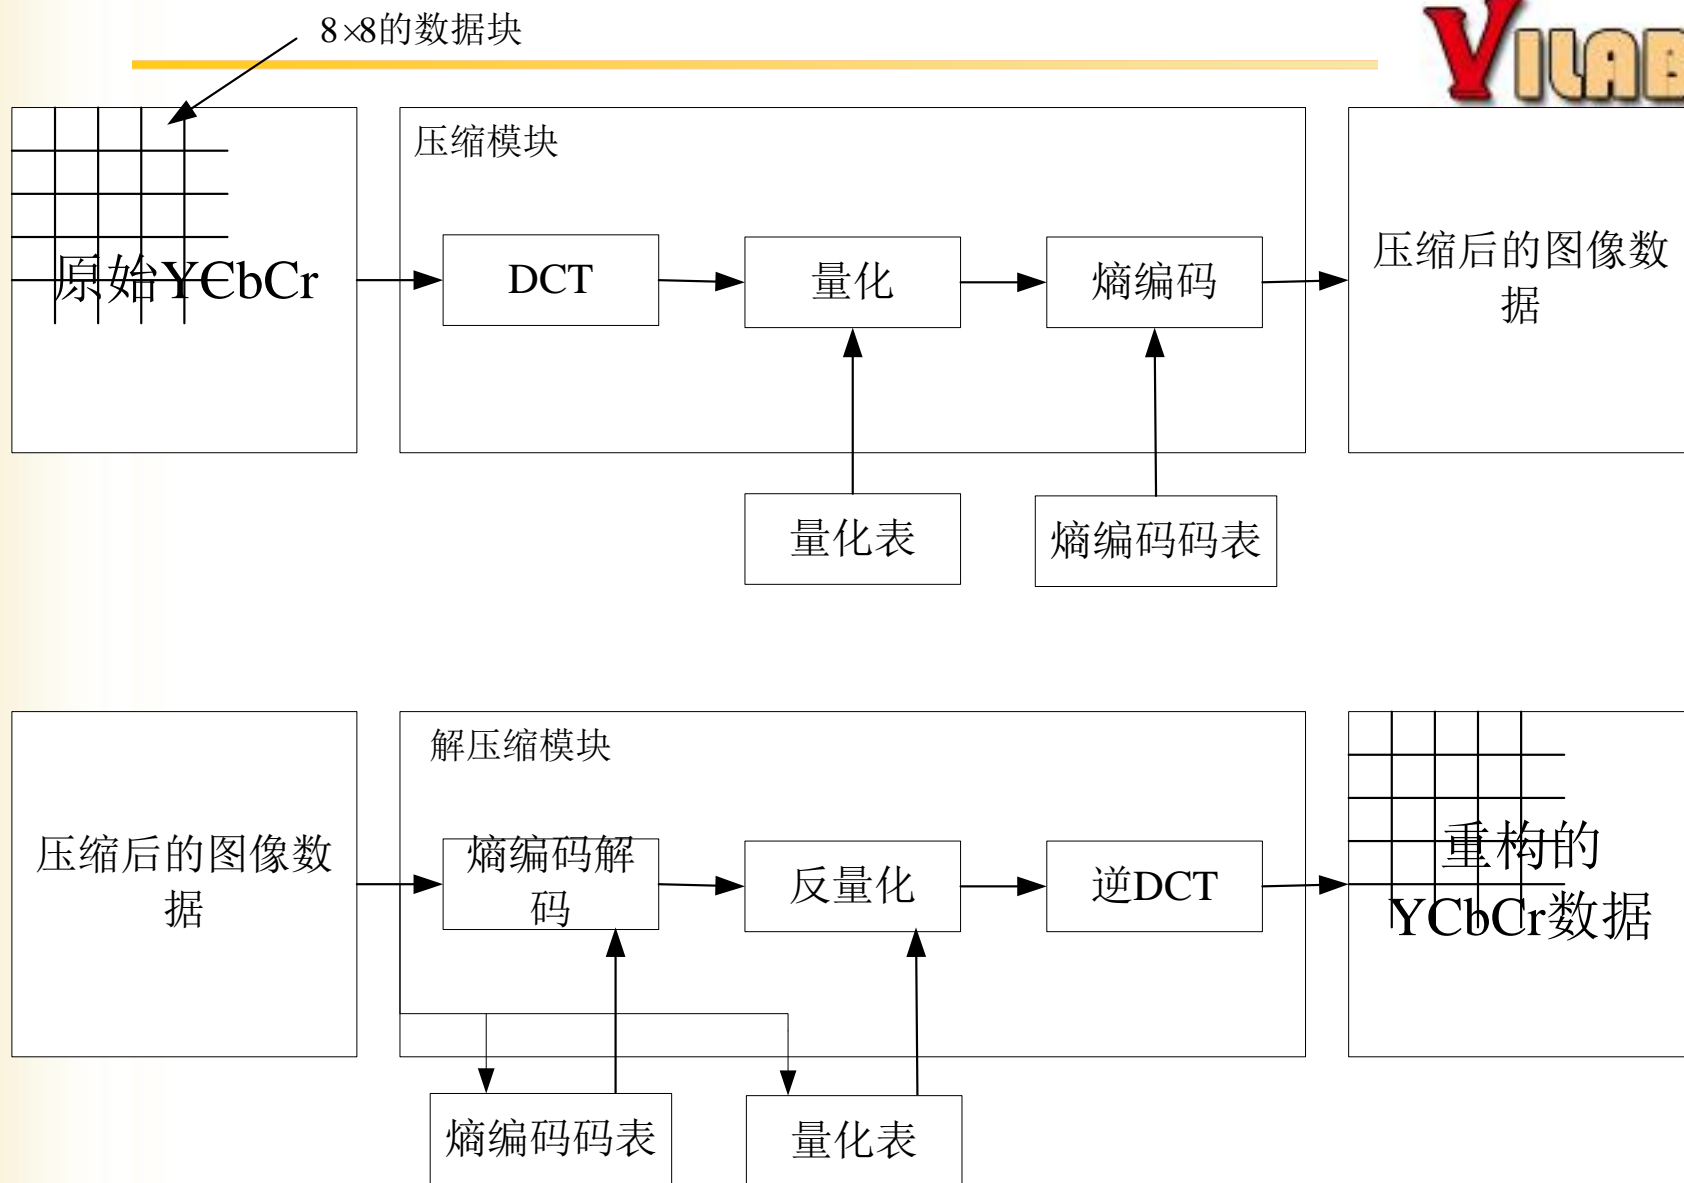 8×8的数据块
VILAB
压缩模块
原始YCbCr
DCT
量化
熵编码
压缩后的图像数
据
量化表
熵编码码表
解压缩模块
压缩后的图像数
据
熵编码解
码
反量化
逆DCT
重构的
YCbCr数据
熵编码码表
量化表